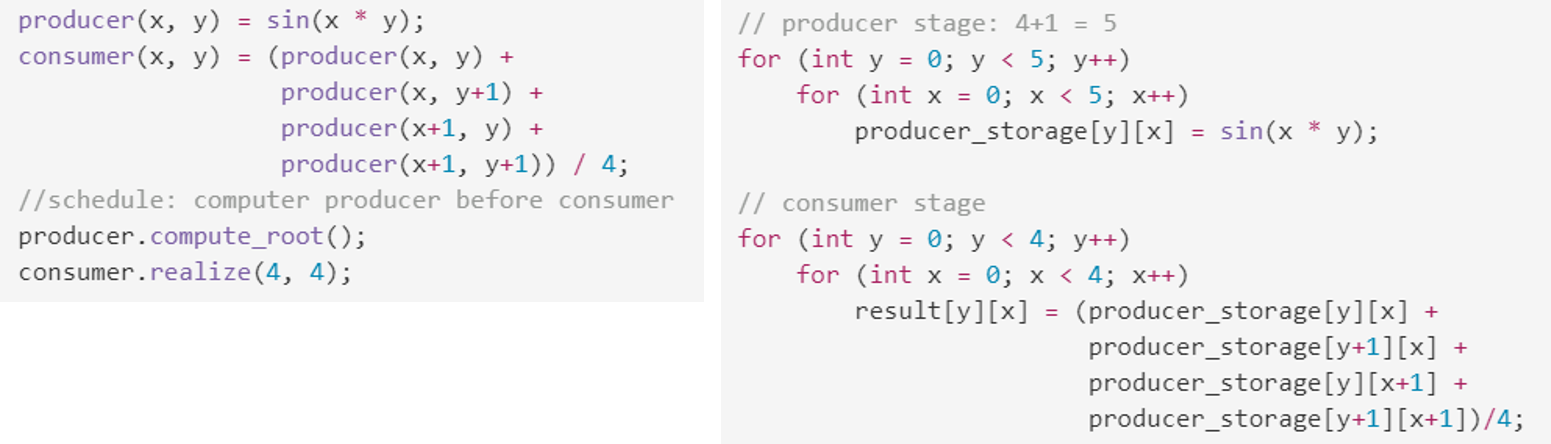 producer(x, y) = sin(x * y);
consumer(x, y) = (producer(x, y) +
                  producer(x, y+1) +
                  producer(x+1, y) +
                  producer(x+1, y+1)) / 4;
//schedule: computer producer before consumer
producer.compute_root();
consumer.realize(4, 4);
// producer stage: 4+1 = 5
for (int y = 0; y < 5; y++)
    for (int x = 0; x < 5; x++)
        producer_storage[y][x] = sin(x * y);

// consumer stage
for (int y = 0; y < 4; y++)
    for (int x = 0; x < 4; x++)
        result[y][x] = (producer_storage[y][x] +
                        producer_storage[y+1][x] +
                        producer_storage[y][x+1] +
                        producer_storage[y+1][x+1])/4;